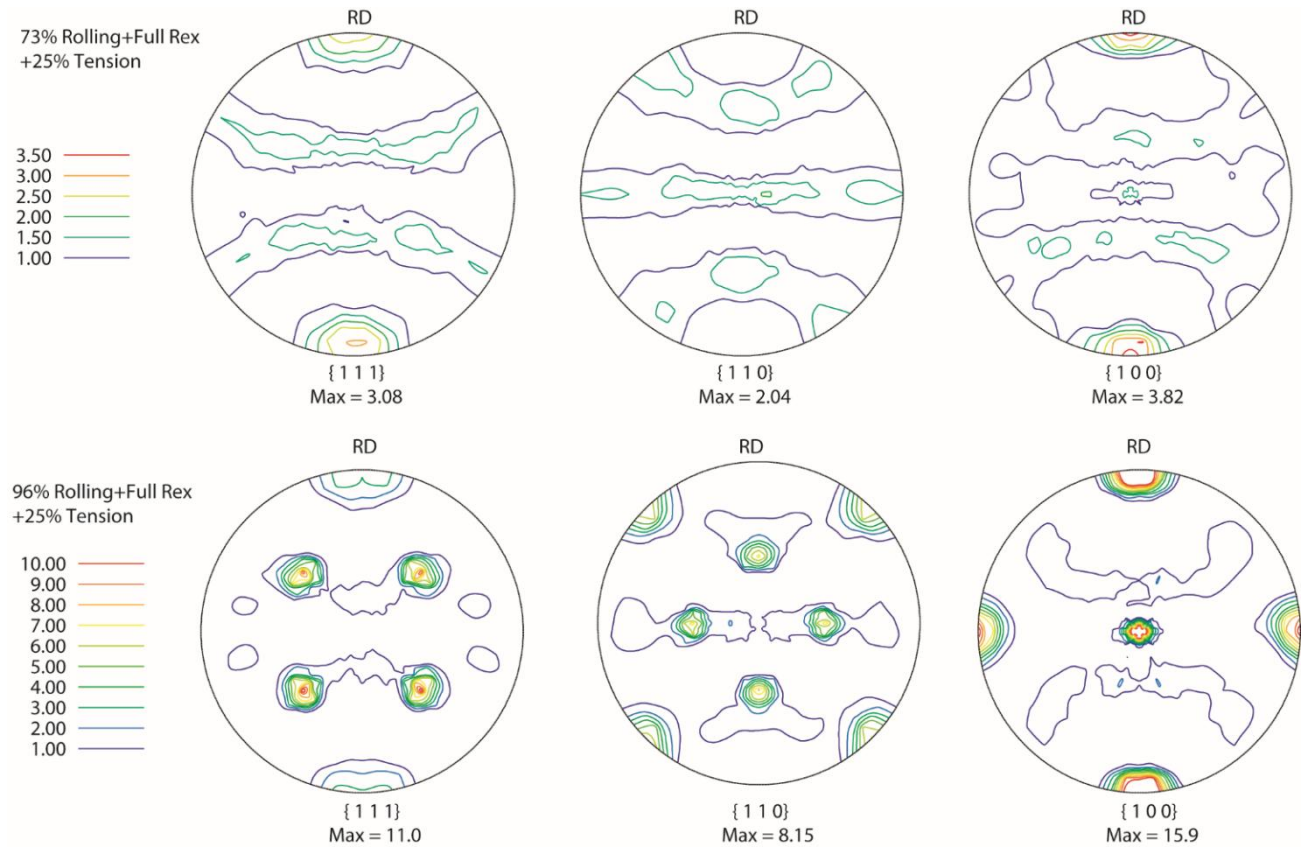 73% Rolling+Full Rex
+25% Tension
3.50
3.00
2.50
2.00
1.50
1.00
RD
RD
RD
{ 1 1 1}
Max = 3.08
{ 1 1 0}
Max = 2.04
{ 1 0 0}
Max = 3.82
96% Rolling+Full Rex
+25% Tension
10.00
9.00
8.00
7.00
6.00
5.00
4.00
3.00
2.00
1.00
RD
RD
RD
{ 1 1 1}
Max = 11.0
{ 1 1 0}
Max = 8.15
{ 1 0 0}
Max = 15.9